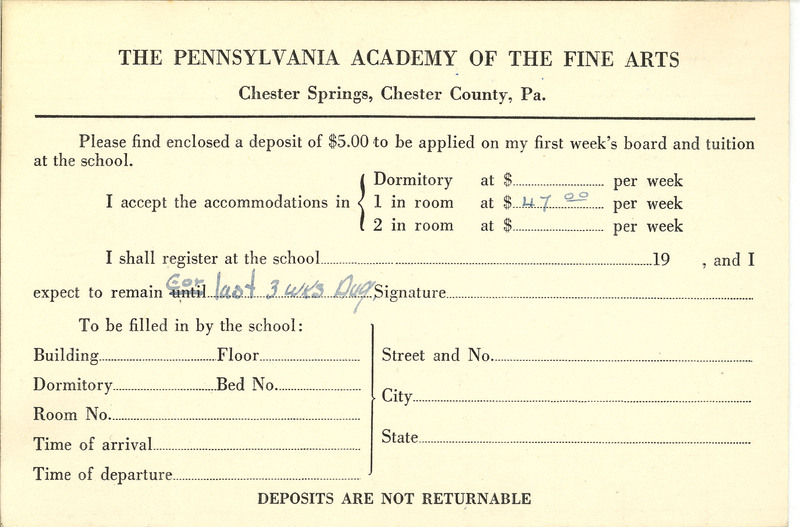 THE PENNSYLVANIA ACADEMY OF THE FINE ARTS
Chester Springs, Chester County, Pa.
Please find enclosed a deposit of $5.00 to be applied on my first week's board and tuition
at the school.
Dormitory at $ per week
I accept the accommodations in 1 in room at $ 47 00 per week
2 in room at $ per week
I shall register at the school 19 , and I
expect to remain until for last 3 wks Aug Signature
To be filled in by the school:
Building Floor Street and No.
Dormitory Bed No.
City
Room No.
State
Time of arrival
Time of departure
DEPOSITS ARE NOT RETURNABLE